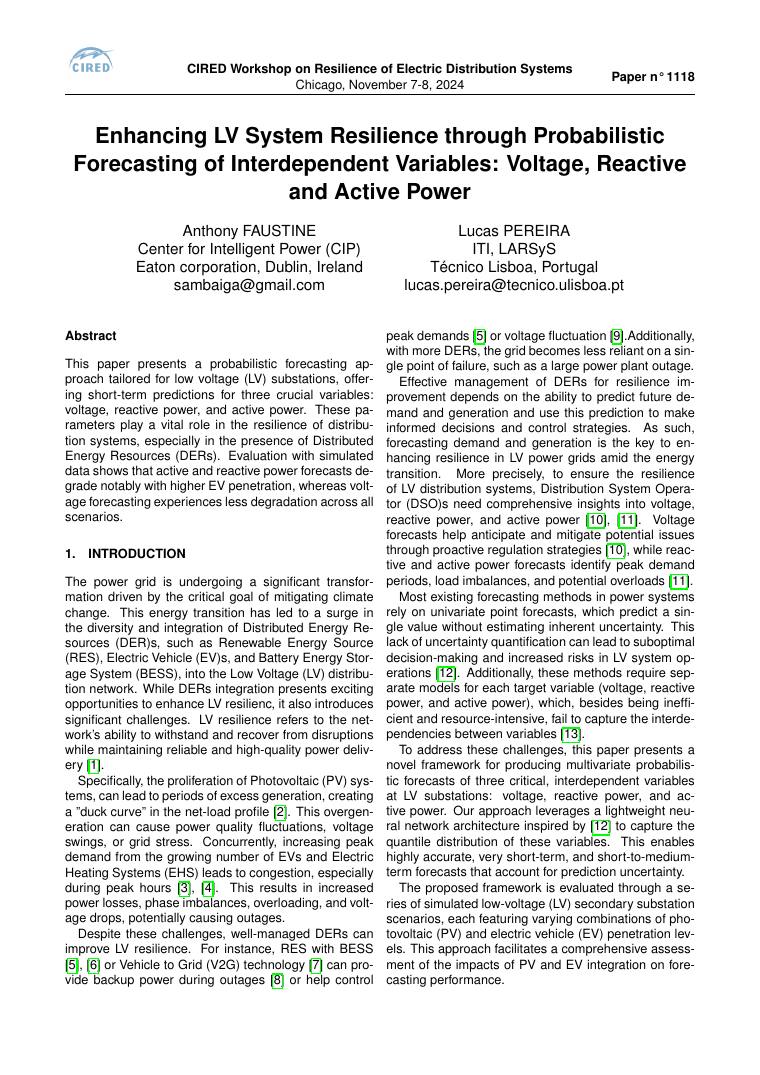 CIRED
CIRED Workshop on Resilience of Electric Distribution Systems
Chicago, November 7-8, 2024
Paper n° 1118
Enhancing LV System Resilience through Probabilistic
Forecasting of Interdependent Variables: Voltage, Reactive
and Active Power
Anthony FAUSTINE
Center for Intelligent Power (CIP)
Eaton corporation, Dublin, Ireland
sambaiga@gmail.com
Lucas PEREIRA
ITI, LARSyS
Técnico Lisboa, Portugal
lucas.pereira@tecnico.ulisboa.pt
Abstract
This paper presents a probabilistic forecasting ap-
proach tailored for low voltage (LV) substations, offer-
ing short-term predictions for three crucial variables:
voltage, reactive power, and active power. These pa-
rameters play a vital role in the resilience of distribu-
tion systems, especially in the presence of Distributed
Energy Resources (DERs). Evaluation with simulated
data shows that active and reactive power forecasts de-
grade notably with higher EV penetration, whereas volt-
age forecasting experiences less degradation across all
scenarios.
1. INTRODUCTION
The power grid is undergoing a significant transfor-
mation driven by the critical goal of mitigating climate
change. This energy transition has led to a surge in
the diversity and integration of Distributed Energy Re-
sources (DER)s, such as Renewable Energy Source
(RES), Electric Vehicle (EV)s, and Battery Energy Stor-
age System (BESS), into the Low Voltage (LV) distribu-
tion network. While DERs integration presents exciting
opportunities to enhance LV resilienc, it also introduces
significant challenges. LV resilience refers to the net-
work's ability to withstand and recover from disruptions
while maintaining reliable and high-quality power deliv-
ery [1].
Specifically, the proliferation of Photovoltaic (PV) sys-
tems, can lead to periods of excess generation, creating
a "duck curve" in the net-load profile [2]. This overgen-
eration can cause power quality fluctuations, voltage
swings, or grid stress. Concurrently, increasing peak
demand from the growing number of EVs and Electric
Heating Systems (EHS) leads to congestion, especially
during peak hours [3], [4]. This results in increased
power losses, phase imbalances, overloading, and volt-
age drops, potentially causing outages.
Despite these challenges, well-managed DERs can
improve LV resilience. For instance, RES with BESS
[5], [6] or Vehicle to Grid (V2G) technology [7] can pro-
vide backup power during outages [8] or help control
peak demands [5] or voltage fluctuation [9].Additionally,
with more DERs, the grid becomes less reliant on a sin-
gle point of failure, such as a large power plant outage.
Effective management of DERs for resilience im-
provement depends on the ability to predict future de-
mand and generation and use this prediction to make
informed decisions and control strategies. As such,
forecasting demand and generation is the key to en-
hancing resilience in LV power grids amid the energy
transition. More precisely, to ensure the resilience
of LV distribution systems, Distribution System Opera-
tor (DSO)s need comprehensive insights into voltage,
reactive power, and active power [10], [11]. Voltage
forecasts help anticipate and mitigate potential issues
through proactive regulation strategies [10], while reac-
tive and active power forecasts identify peak demand
periods, load imbalances, and potential overloads [11].
Most existing forecasting methods in power systems
rely on univariate point forecasts, which predict a sin-
gle value without estimating inherent uncertainty. This
lack of uncertainty quantification can lead to suboptimal
decision-making and increased risks in LV system op-
erations [12]. Additionally, these methods require sep-
arate models for each target variable (voltage, reactive
power, and active power), which, besides being ineffi-
cient and resource-intensive, fail to capture the interde-
pendencies between variables [13].
To address these challenges, this paper presents a
novel framework for producing multivariate probabilis-
tic forecasts of three critical, interdependent variables
at LV substations: voltage, reactive power, and ac-
tive power. Our approach leverages a lightweight neu-
ral network architecture inspired by [12] to capture the
quantile distribution of these variables. This enables
highly accurate, very short-term, and short-to-medium-
term forecasts that account for prediction uncertainty.
The proposed framework is evaluated through a se-
ries of simulated low-voltage (LV) secondary substation
scenarios, each featuring varying combinations of pho-
tovoltaic (PV) and electric vehicle (EV) penetration lev-
els. This approach facilitates a comprehensive assess-
ment of the impacts of PV and EV integration on fore-
casting performance.